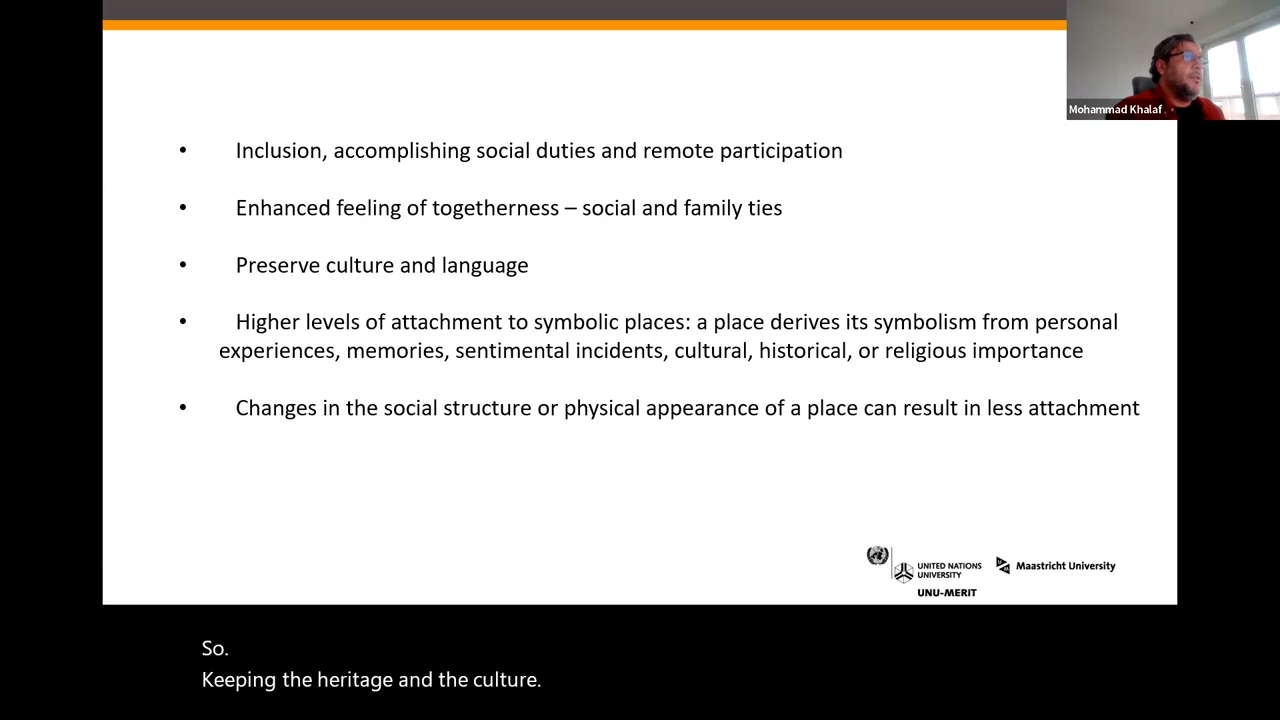 Mohammad Khalaf
• Inclusion, accomplishing social duties and remote participation
• Enhanced feeling of togetherness – social and family ties
• Preserve culture and language
• Higher levels of attachment to symbolic places: a place derives its symbolism from personal
experiences, memories, sentimental incidents, cultural, historical, or religious importance
• Changes in the social structure or physical appearance of a place can result in less attachment
UNITED NATIONS
UNIVERSITY
UNU-MERIT
Maastricht University
So.
Keeping the heritage and the culture.